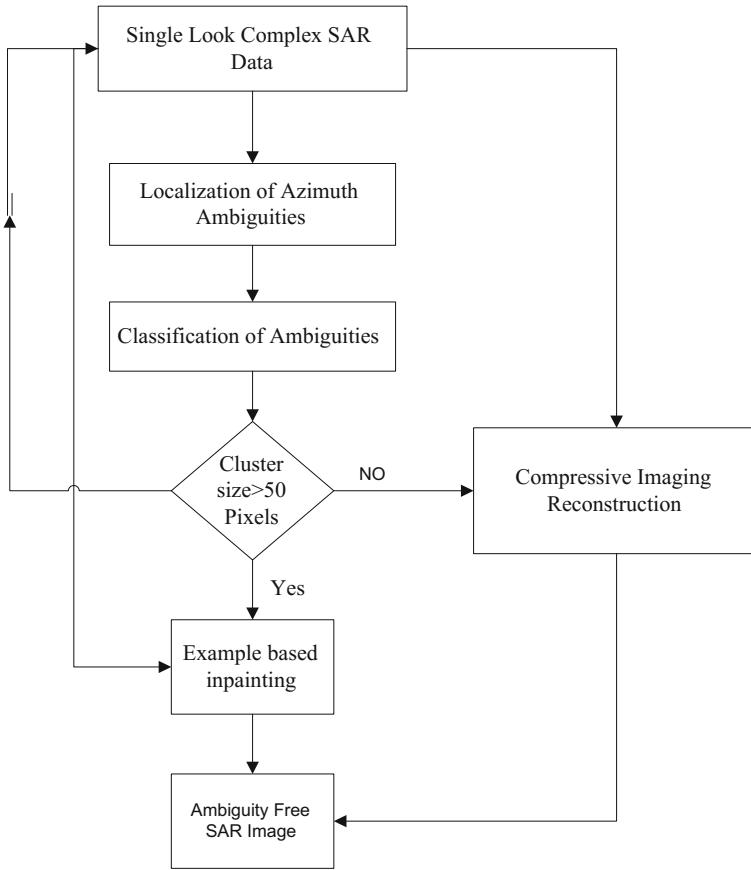 Single Look Complex SAR
Data
Localization of Azimuth
Ambiguities
Classification of Ambiguities
Cluster
size>50
Pixels
NO
Compressive Imaging
Reconstruction
Yes
Example based
inpainting
Ambiguity Free
SAR Image